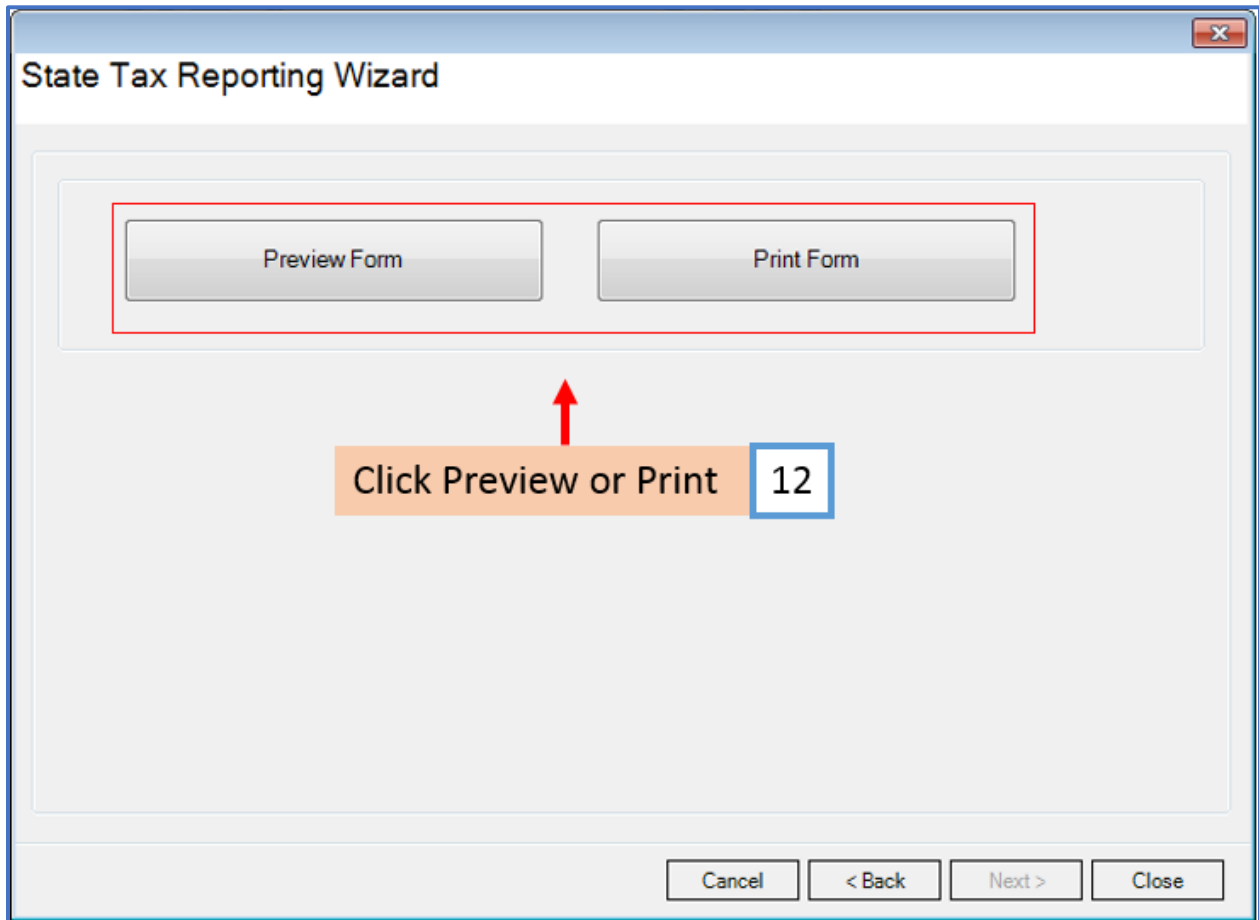 State Tax Reporting Wizard
Preview Form Print Form
Click Preview or Print 12
Cancel < Back Next > Close